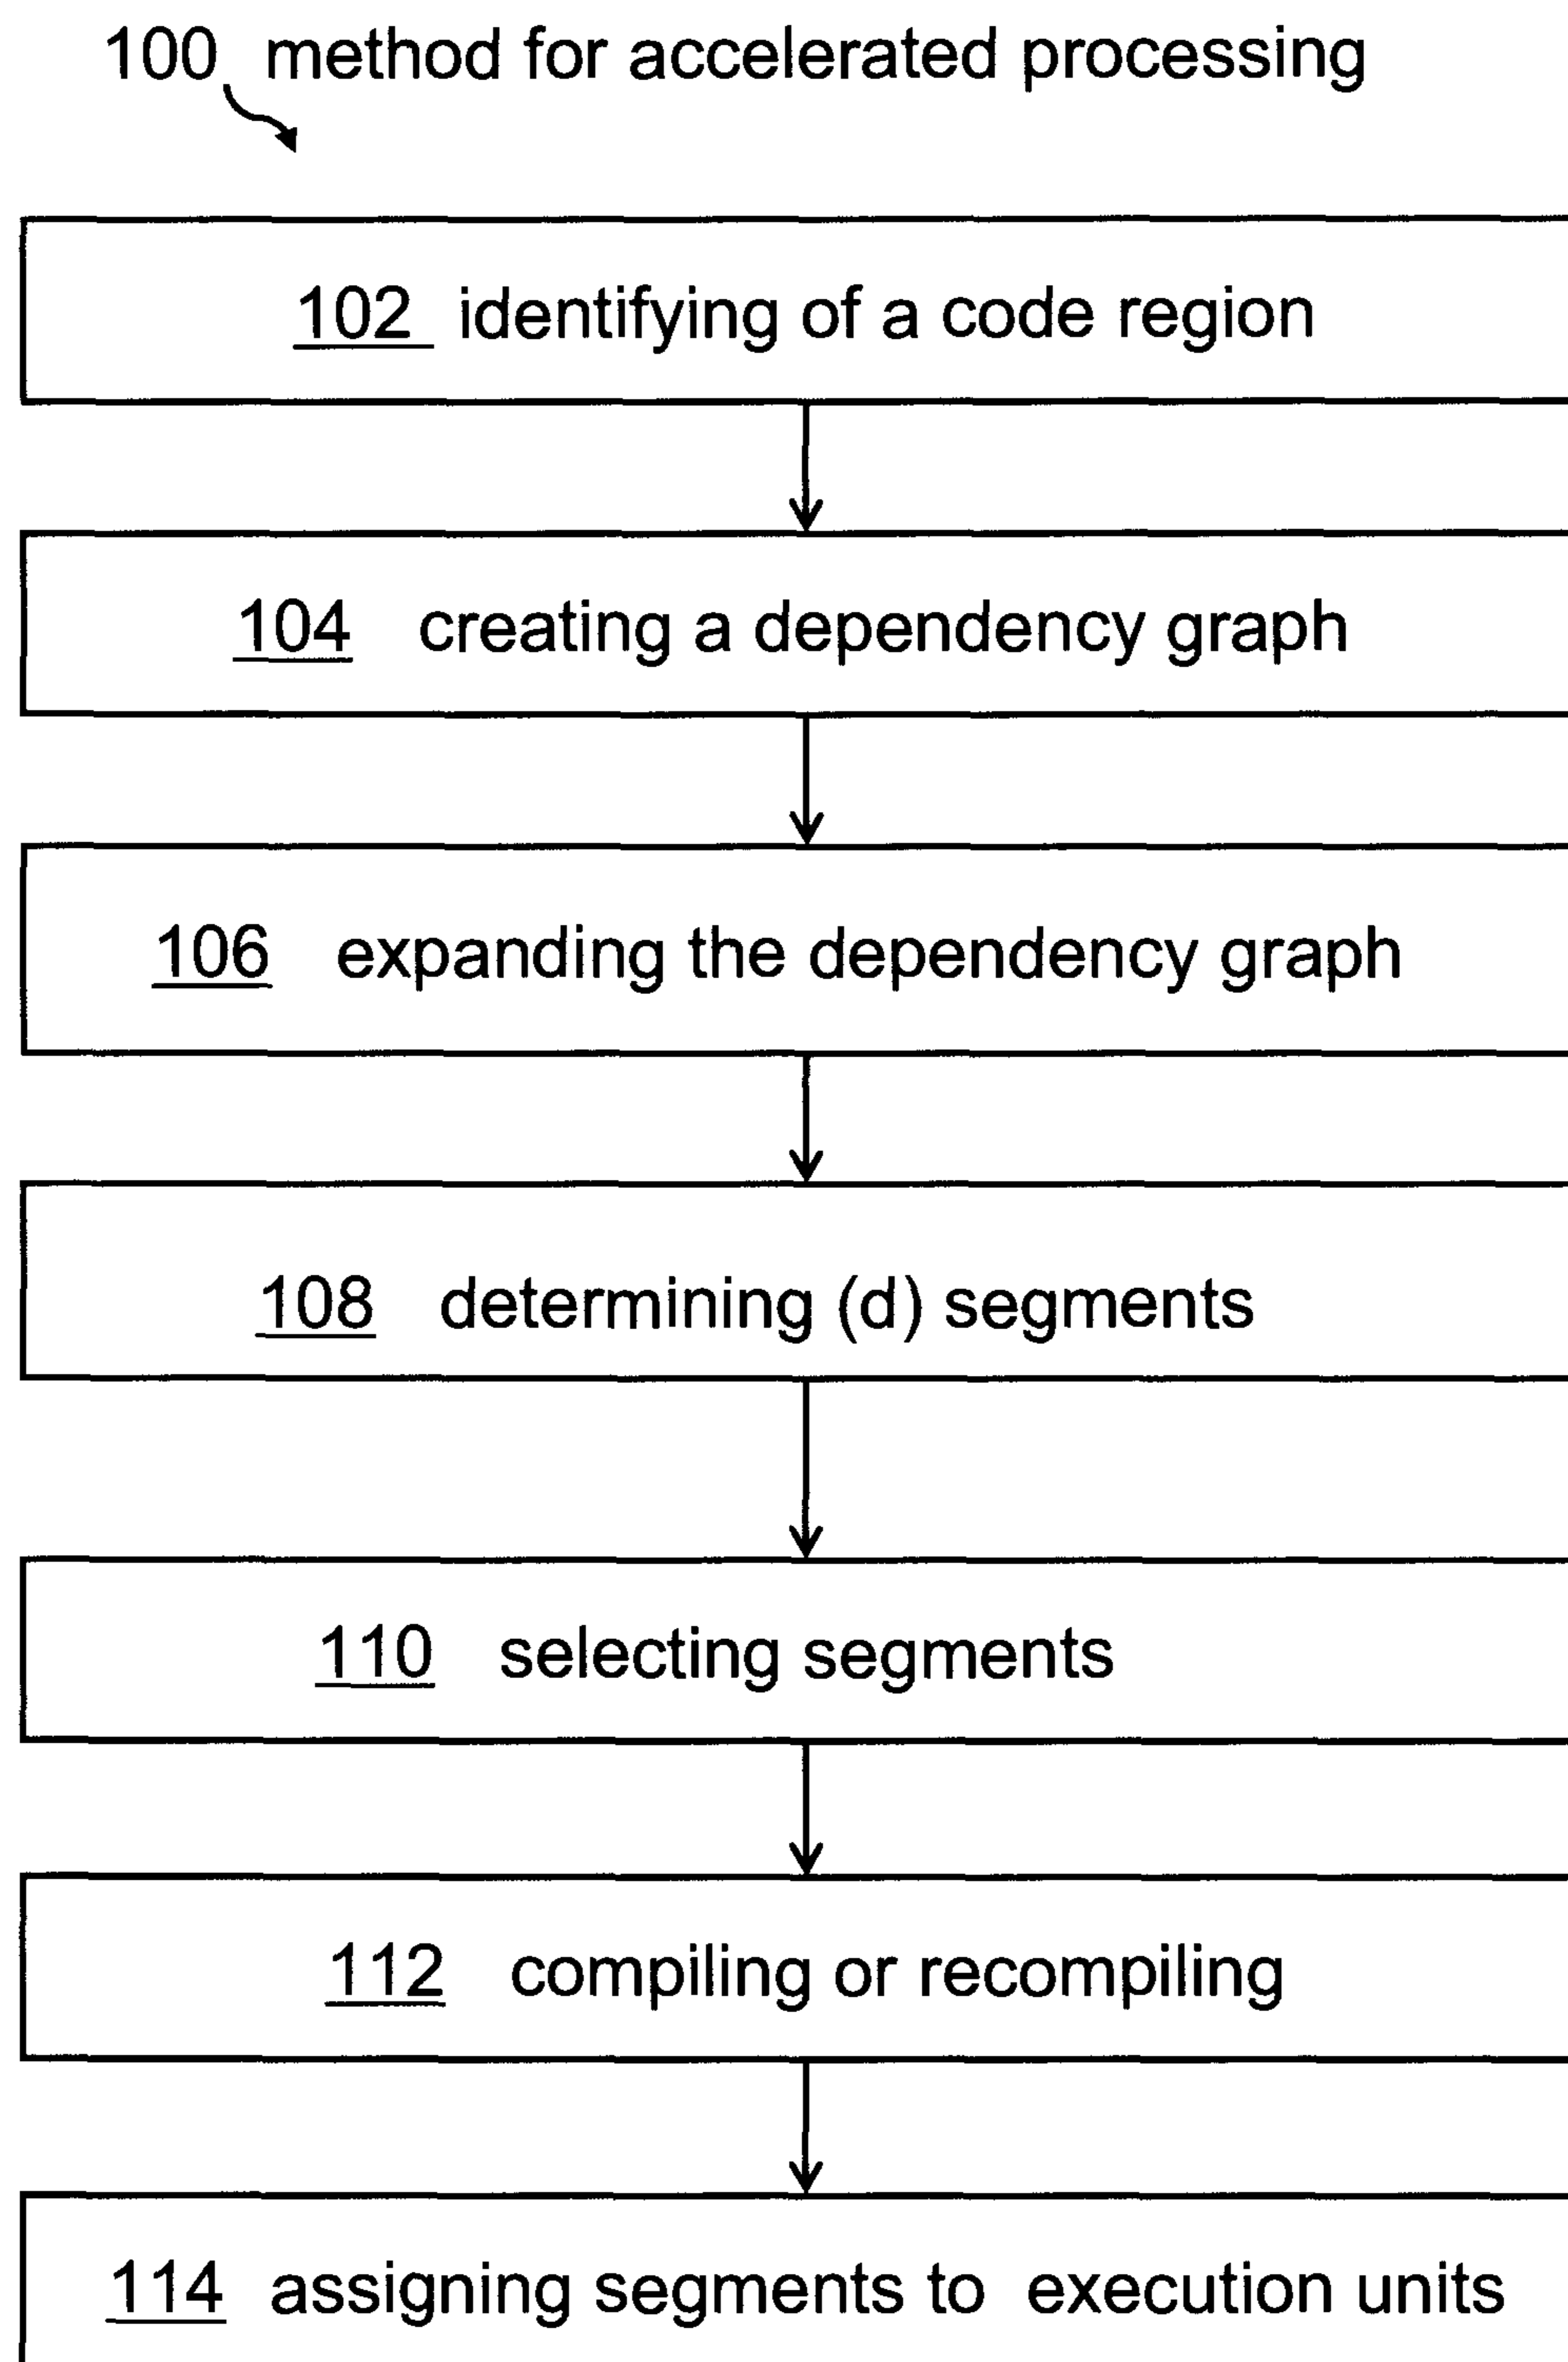 100 method for accelerated processing
102 identifying of a code region
104 creating a dependency graph
106 expanding the dependency graph
108 determining (d) segments
110 selecting segments
112 compiling or recompiling
114 assigning segments to execution units